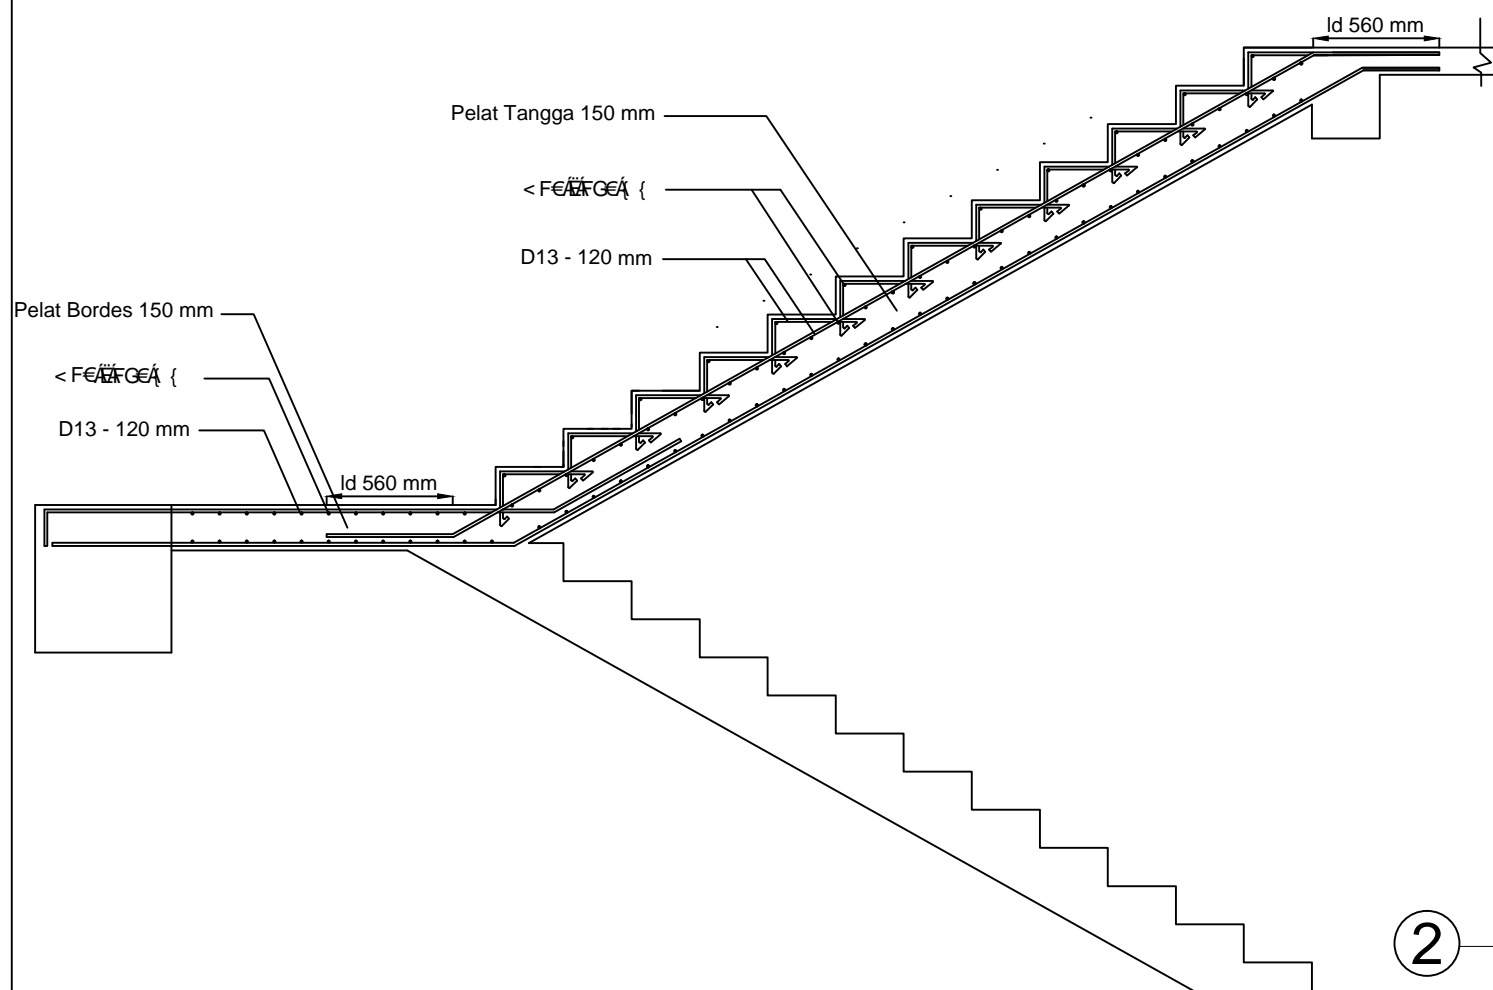 ld 560 mm
Pelat Tangga 150 mm
D13 - 120 mm
Pelat Bordes 150 mm
D13 - 120 mm
ld 560 mm
2